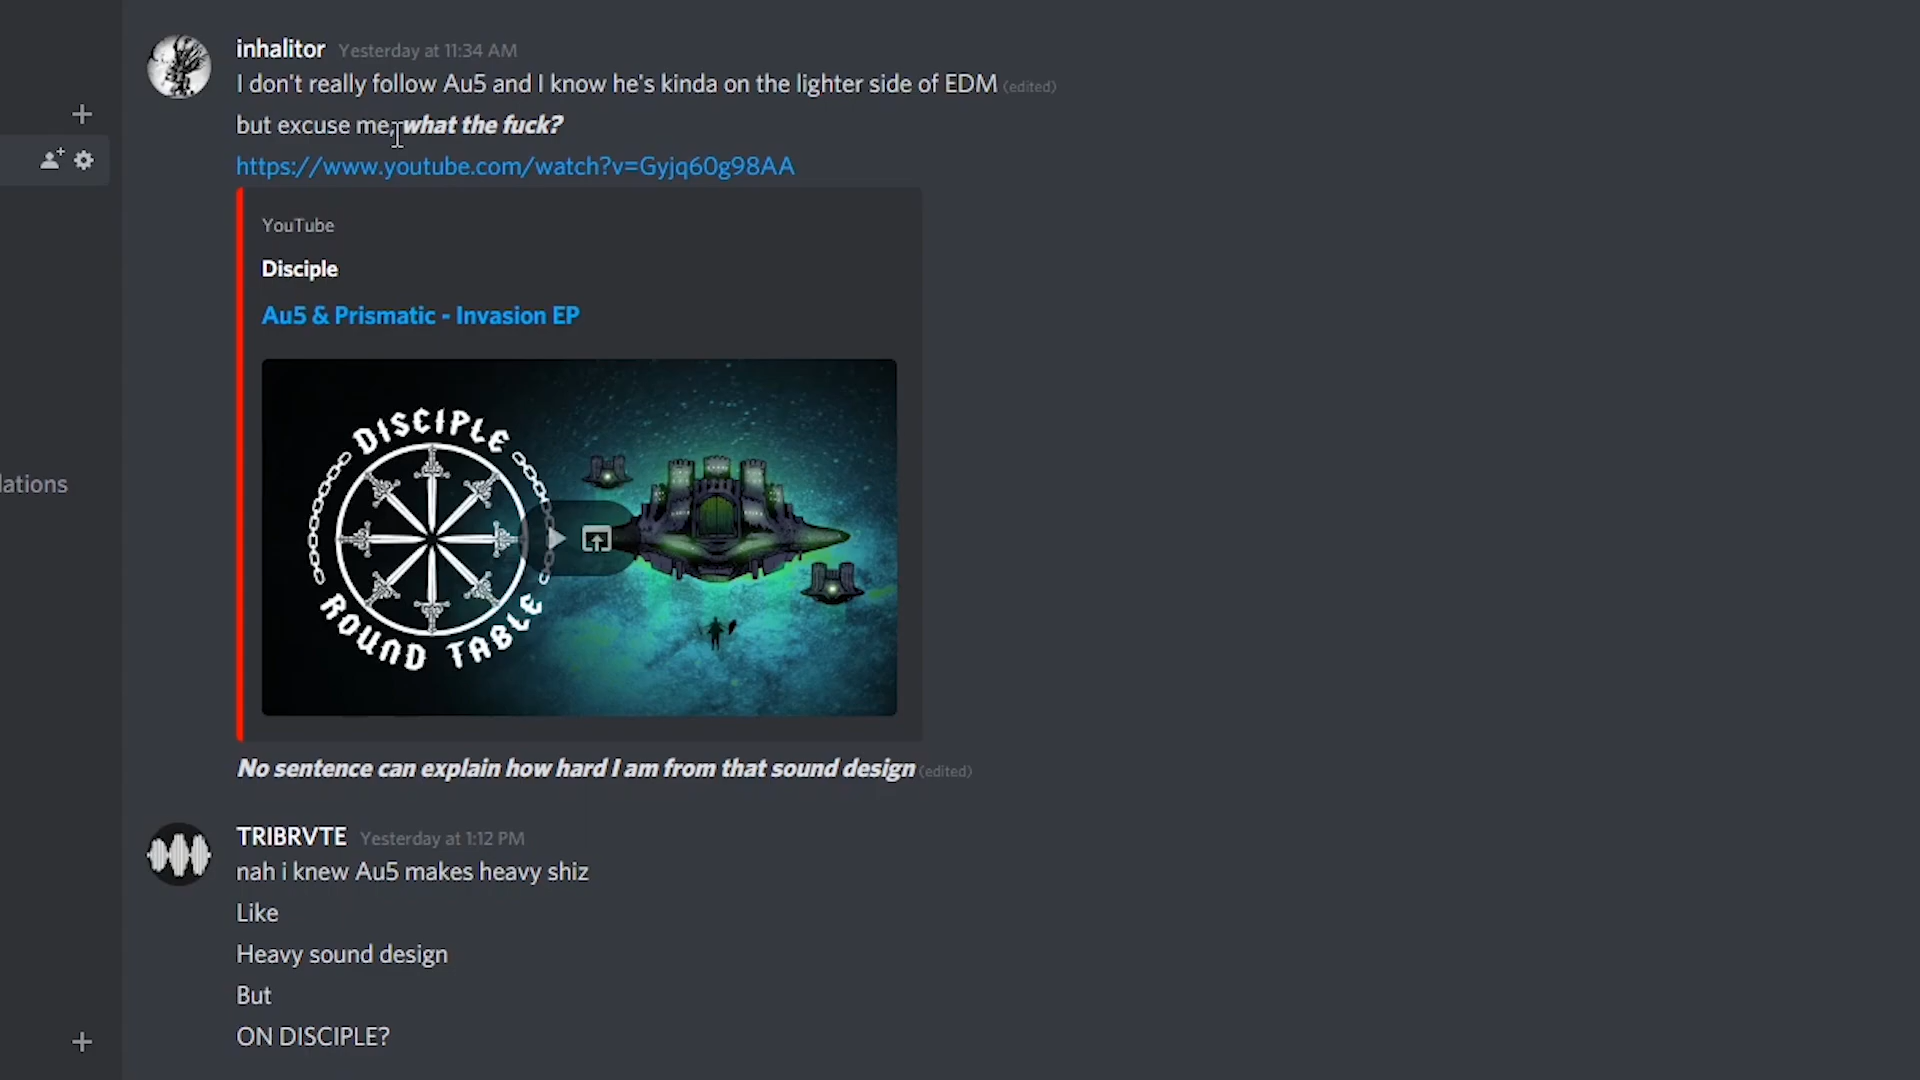 inhalitor Yesterday at 11:34 AM
I don't really follow Au5 and I know he's kinda on the lighter side of EDM (edited)
but excuse me, what the fuck?
https://www.youtube.com/watch?v=Gyjq60g98AA
YouTube
Disciple
Au5 & Prismatic - Invasion EP
DISCIPLE
ROUND TABLE
lations
No sentence can explain how hard I am from that sound design (edited)
TRIBRVTE Yesterday at 1:12 PM
nah i knew Au5 makes heavy shiz
Like
Heavy sound design
But
ON DISCIPLE?